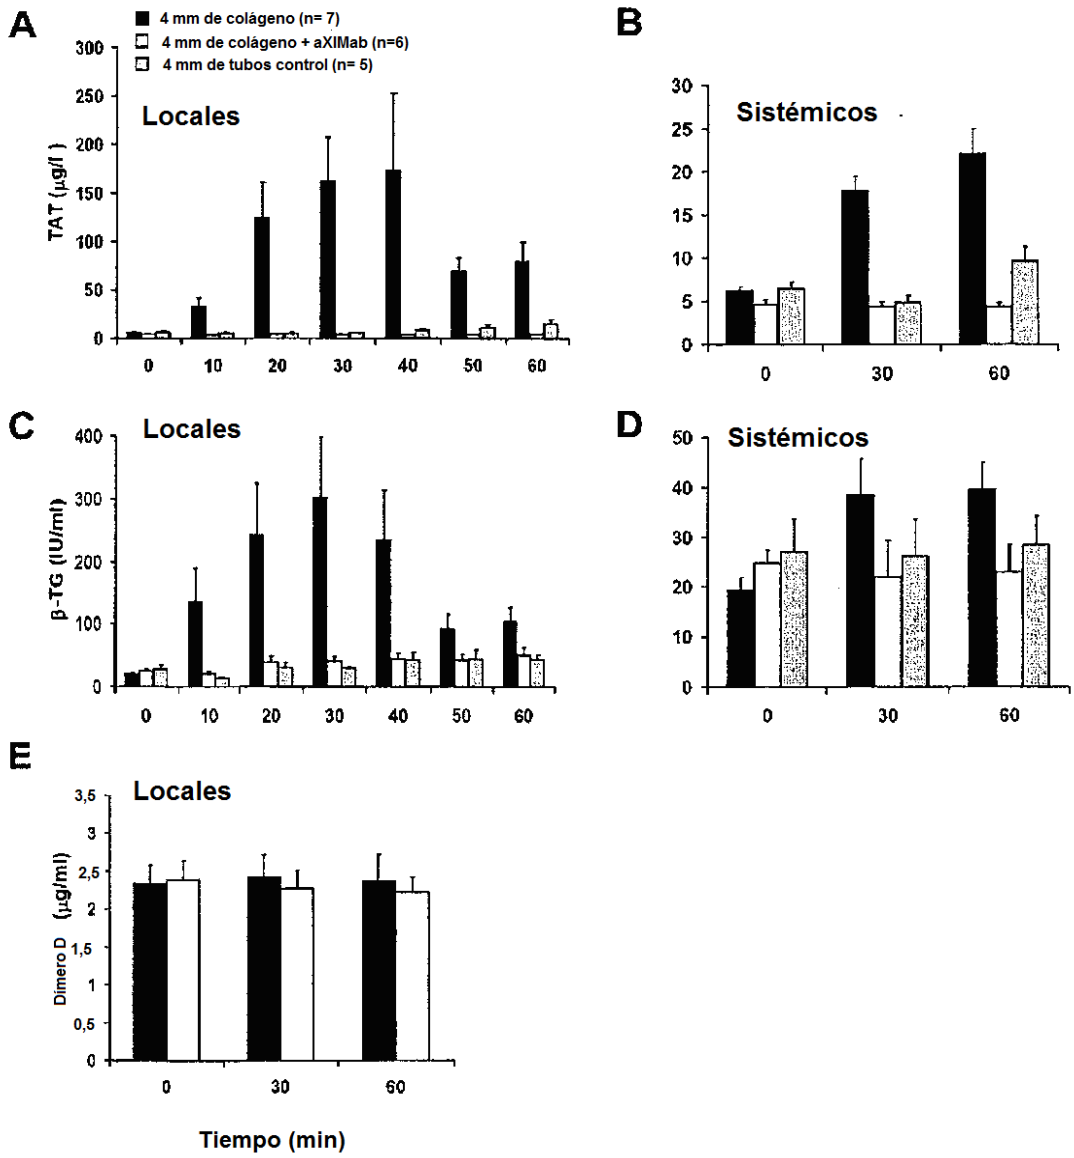 A
4 mm de colágeno (n= 7)
4 mm de colágeno + aXIMab (n=6)
4 mm de tubos control (n= 5)
Locales
TAT (µg/l)
300
250
200
150
100
50
0
0 10 20 30 40 50 60
B
Sistémicos
30
25
20
15
10
5
0
0 30 60
C
Locales
β-TG (IU/ml)
400
300
200
100
0
0 10 20 30 40 50 60
D
Sistémicos
50
40
30
20
10
0
0 30 60
E
Locales
Dímero D (µg/ml)
3,5
3
2,5
2
1,5
1
0,5
0
0 30 60
Tiempo (min)